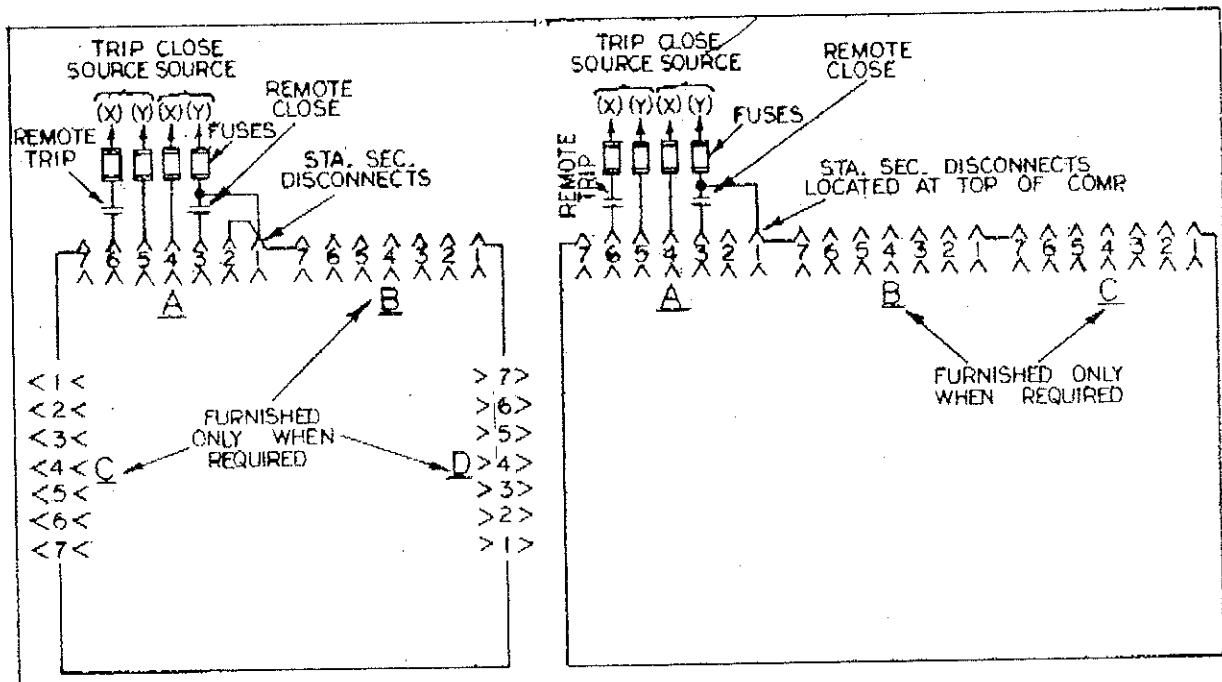 TRIP CLOSE
SOURCE SOURCE
(X) (Y) (X) (Y)
REMOTE
CLOSE
REMOTE
TRIP
FUSES
STA. SEC.
DISCONNECTS
7 6 5 4 3 2 1 7 6 5 4 3 2 1
A
B
<1<
<2<
<3<
<4<
<5<
<6<
<7<
C
FURNISHED
ONLY WHEN
REQUIRED
D
>7>
>6>
>5>
>4>
>3>
>2>
>1>
TRIP CLOSE
SOURCE SOURCE
(X) (Y) (X) (Y)
REMOTE
CLOSE
REMOTE
TRIP
FUSES
STA. SEC. DISCONNECTS
LOCATED AT TOP OF COMP.
7 6 5 4 3 2 1 7 6 5 4 3 2 1 7 6 5 4 3 2 1
A
B
C
FURNISHED ONLY
WHEN REQUIRED